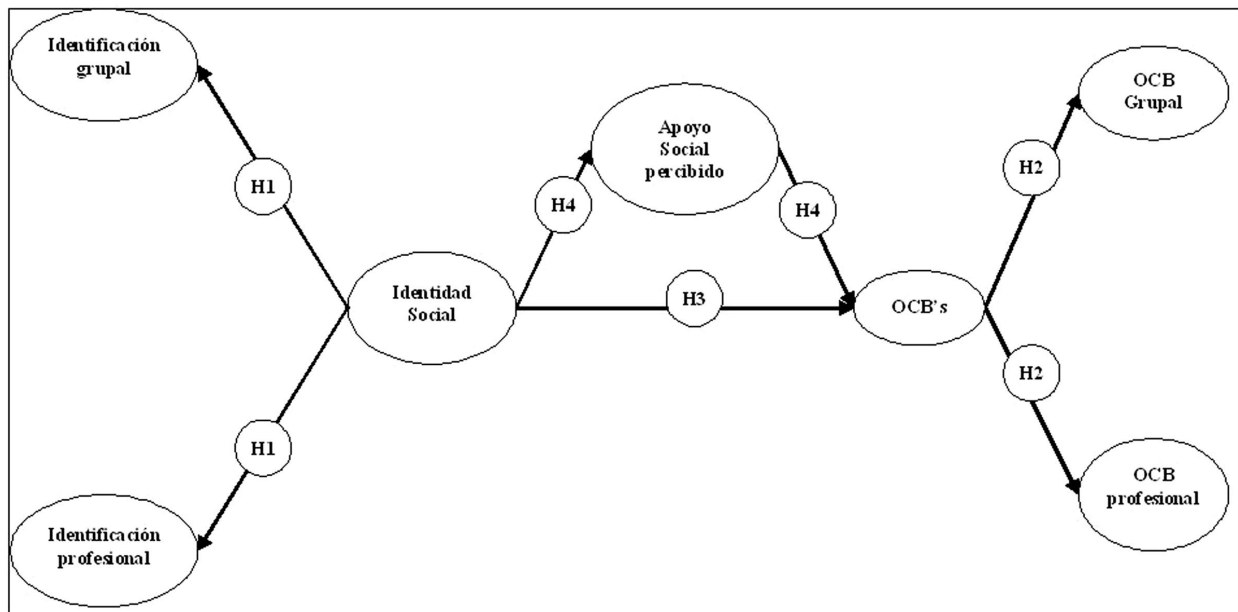 Identificación
grupal
OCB
Grupal
Apoyo
Social
percibido
H1
H4
H4
H2
Identidad
Social
H3
OCB's
H2
H1
Identificación
profesional
OCB
profesional